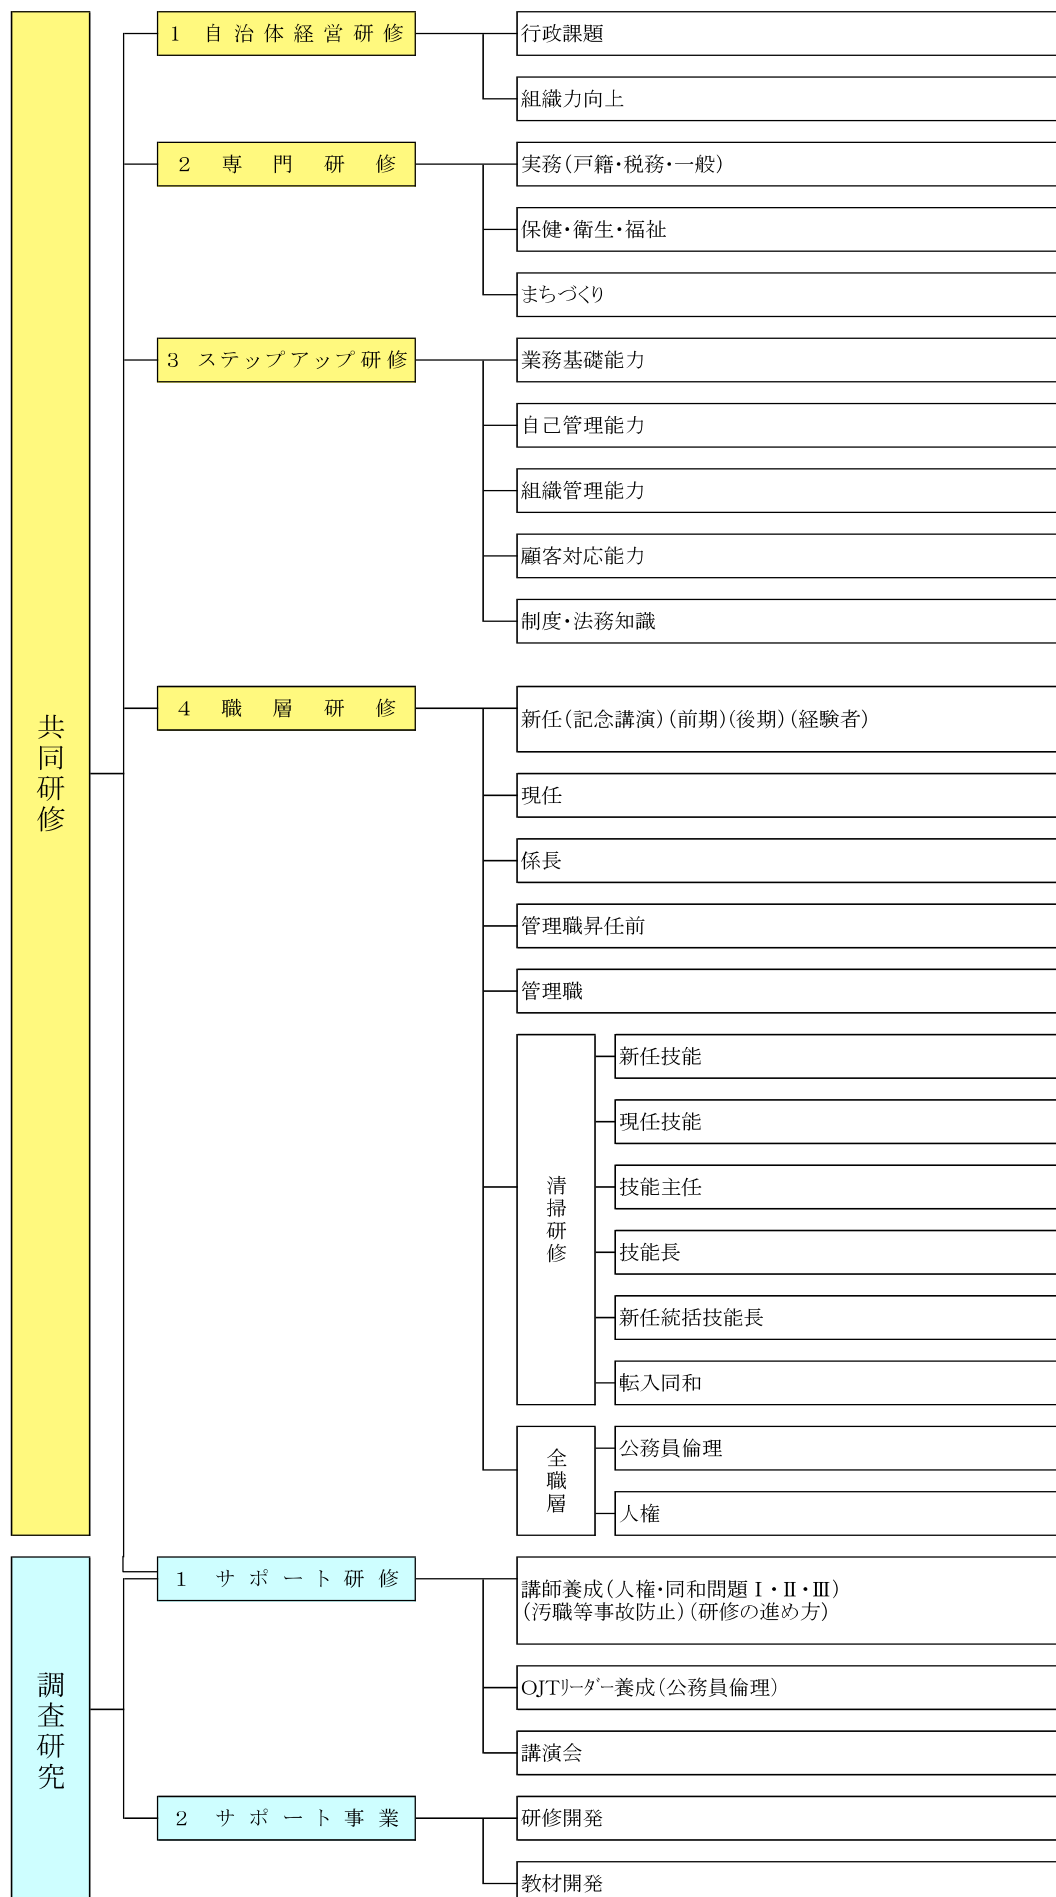 共同研修
1 自治体経営研修
行政課題
組織力向上
2 専門研修
実務(戸籍・税務・一般)
保健・衛生・福祉
まちづくり
3 ステップアップ研修
業務基礎能力
自己管理能力
組織管理能力
顧客対応能力
制度・法務知識
4 職層研修
新任(記念講演)(前期)(後期)(経験者)
現任
係長
管理職昇任前
管理職
清掃研修
新任技能
現任技能
技能主任
技能長
新任統括技能長
転入同和
全職層
公務員倫理
人権
調査研究
1 サポート研修
講師養成(人権・同和問題Ⅰ・Ⅱ・Ⅲ)
(汚職等事故防止)(研修の進め方)
OJTリーダー養成(公務員倫理)
講演会
2 サポート事業
研修開発
教材開発